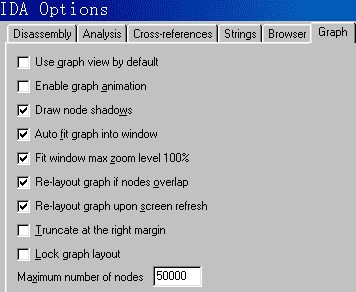 IDA Options
Disassembly Analysis Cross-references Strings Browser Graph
Use graph view by default
Enable graph animation
Draw node shadows
Auto fit graph into window
Fit window max zoom level 100%
Re-layout graph if nodes overlap
Re-layout graph upon screen refresh
Truncate at the right margin
Lock graph layout
Maximum number of nodes 50000